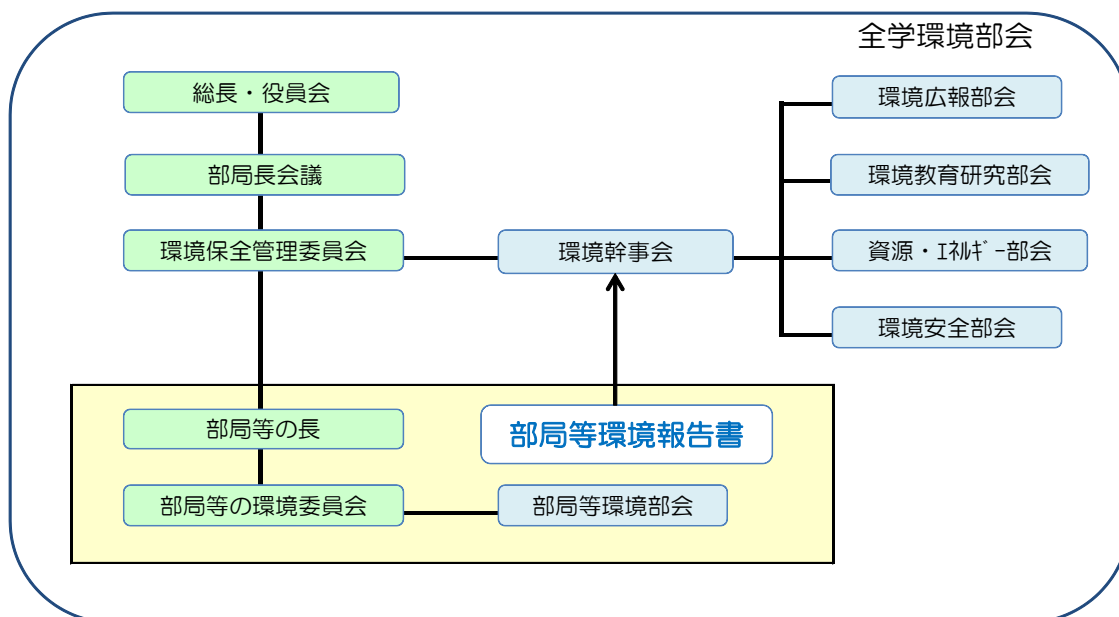 全学環境部会
総長・役員会
環境広報部会
部局長会議
環境教育研究部会
環境保全管理委員会
環境幹事会
資源・ｴﾈﾙｷﾞｰ部会
環境安全部会
部局等の長
部局等環境報告書
部局等の環境委員会
部局等環境部会